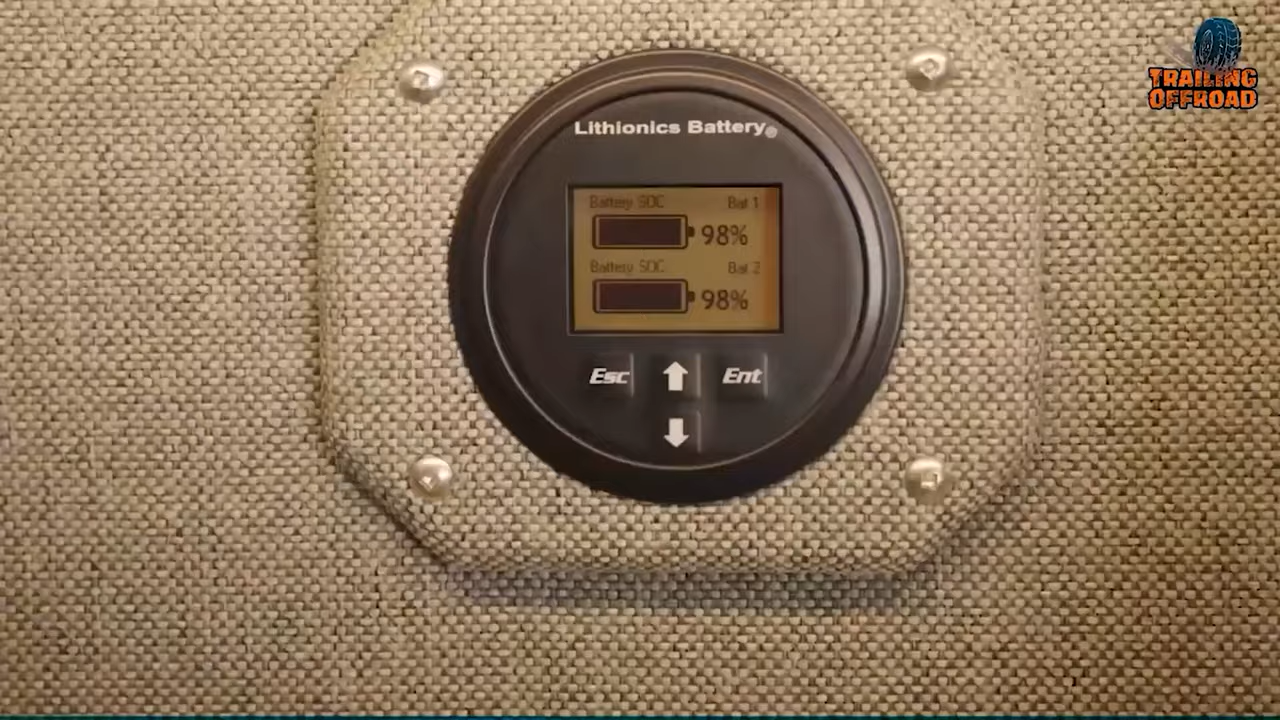 TRAILING
OFFROAD
Lithionics Battery®
Battery SOC Bat 1
98%
Battery SOC Bat 2
98%
Esc Ent